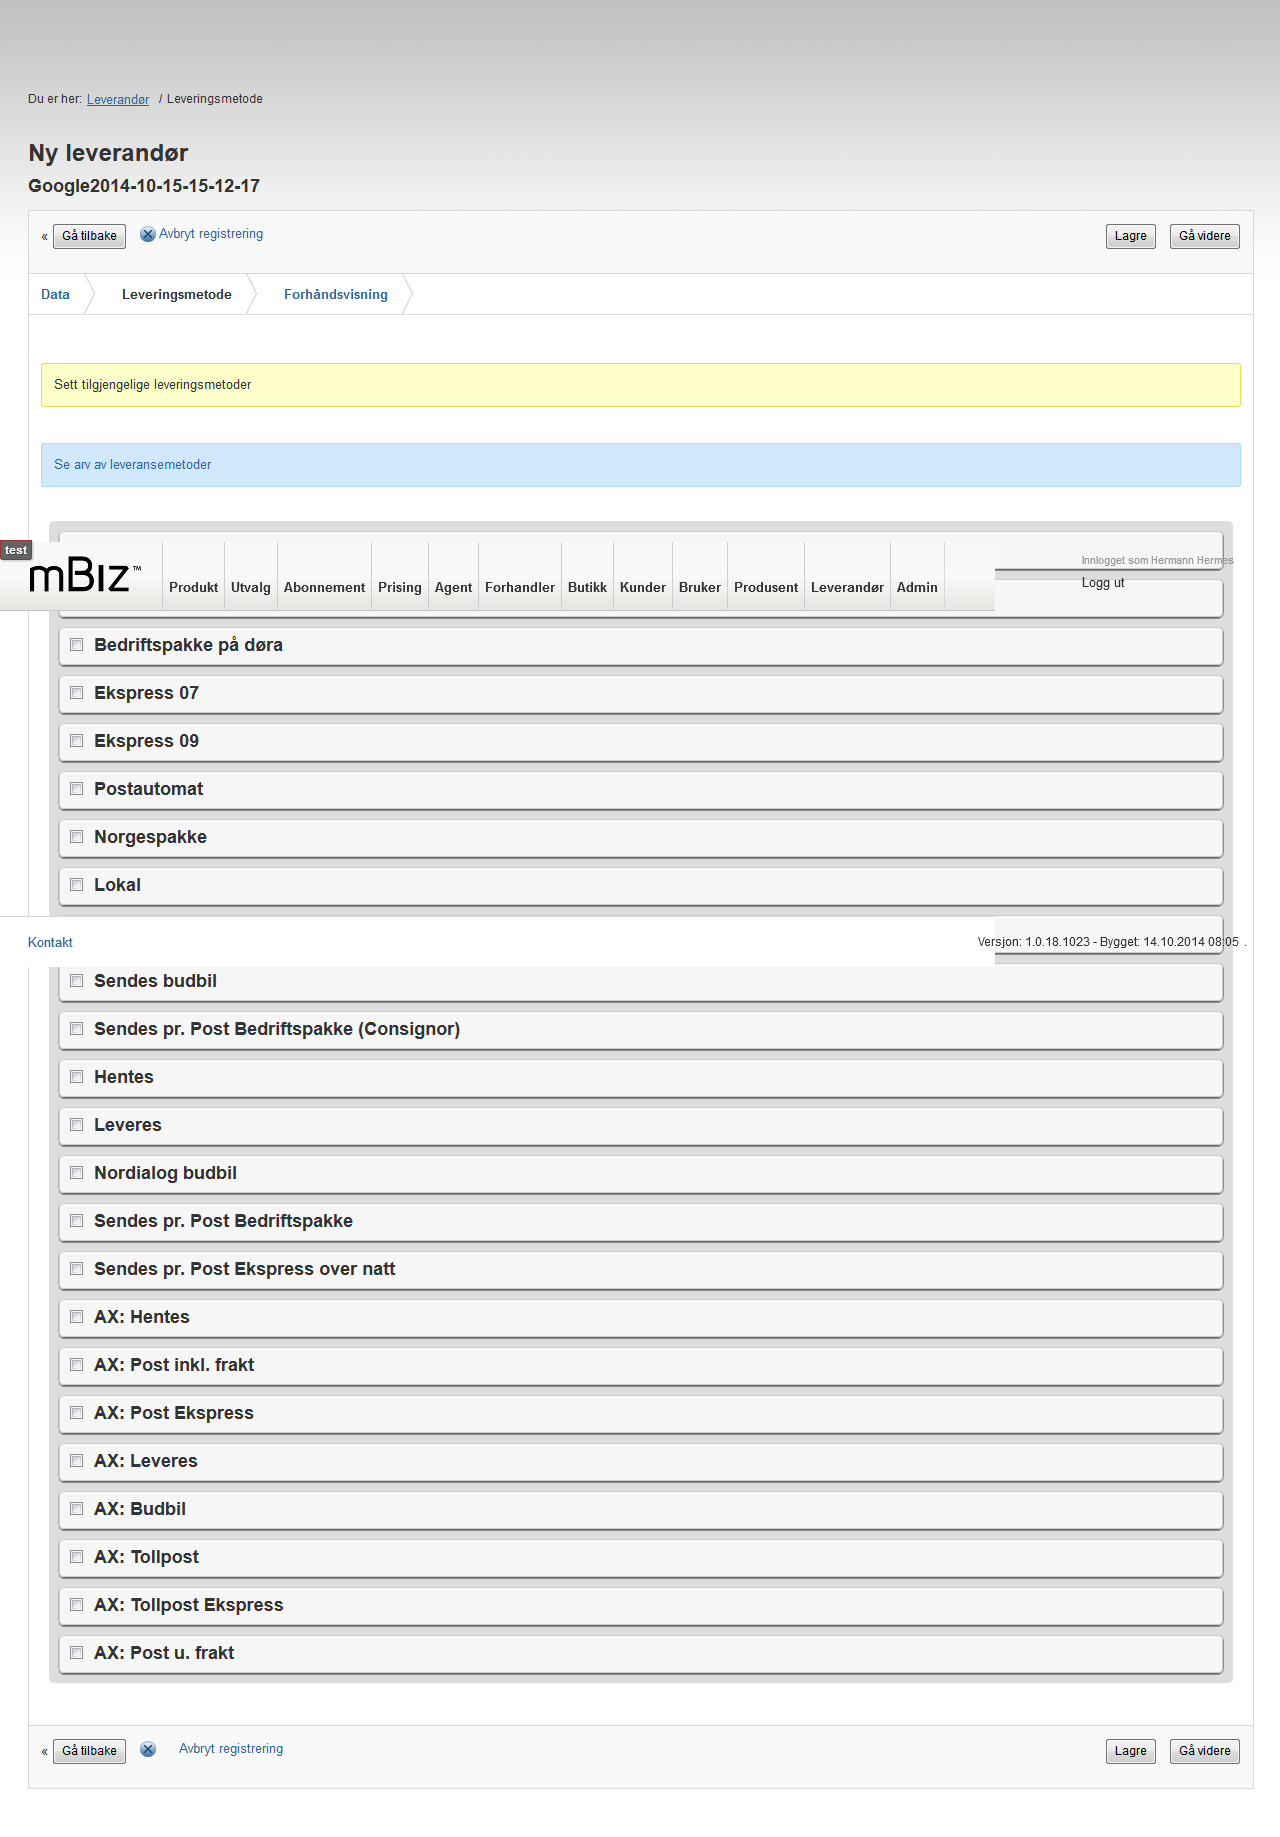 Du er her: Leverandør / Leveringsmetode
Ny leverandør
Google2014-10-15-15-12-17
« Gå tilbake Avbryt registrering Lagre Gå videre
Data Leveringsmetode Forhåndsvisning
Sett tilgjengelige leveringsmetoder
Se arv av leveransemetoder
test
mBiz™ Produkt Utvalg Abonnement Prising Agent Forhandler Butikk Kunder Bruker Produsent Leverandør Admin
Innlogget som Hermann Hermes
Logg ut
Bedriftspakke på døra
Ekspress 07
Ekspress 09
Postautomat
Norgespakke
Lokal
Kontakt Versjon: 1.0.18.1023 - Bygget: 14.10.2014 08:05 .
Sendes budbil
Sendes pr. Post Bedriftspakke (Consignor)
Hentes
Leveres
Nordialog budbil
Sendes pr. Post Bedriftspakke
Sendes pr. Post Ekspress over natt
AX: Hentes
AX: Post inkl. frakt
AX: Post Ekspress
AX: Leveres
AX: Budbil
AX: Tollpost
AX: Tollpost Ekspress
AX: Post u. frakt
« Gå tilbake Avbryt registrering Lagre Gå videre